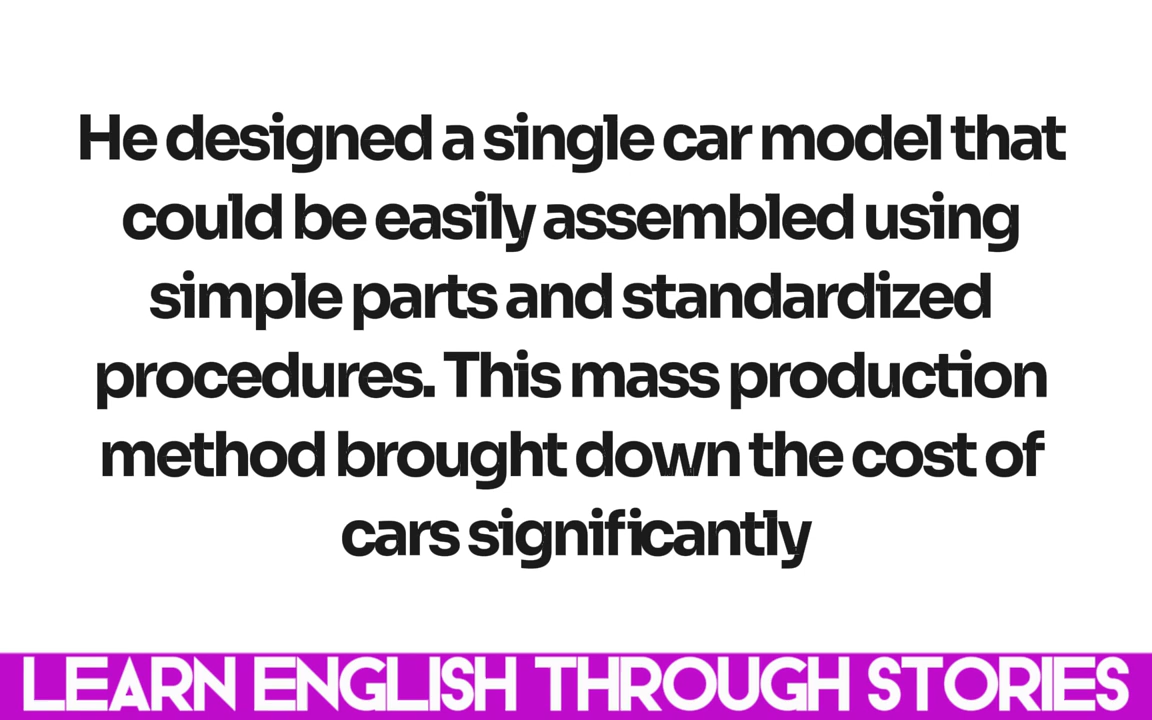 He designed a single car model that
could be easily assembled using
simple parts and standardized
procedures. This mass production
method brought down the cost of
cars significantly
LEARN ENGLISH THROUGH STORIES